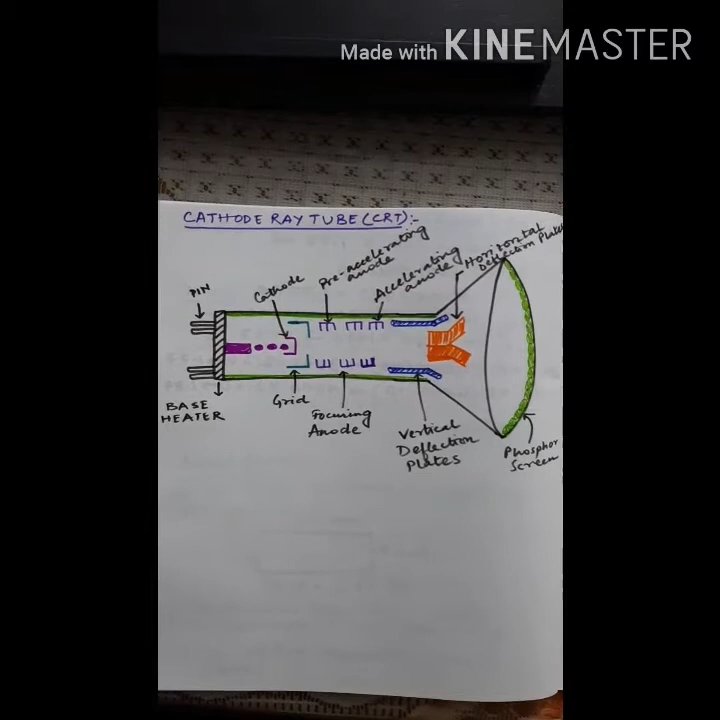 Made with KINEMASTER
CATHODE RAY TUBE (CRT):-
PIN
Cathode
Pre-accelerating
anode
Accelerating
anode
Horizontal
Deflection Plates
BASE
HEATER
Grid
Focusing
Anode
Vertical
Deflection
Plates
Phosphor
Screen